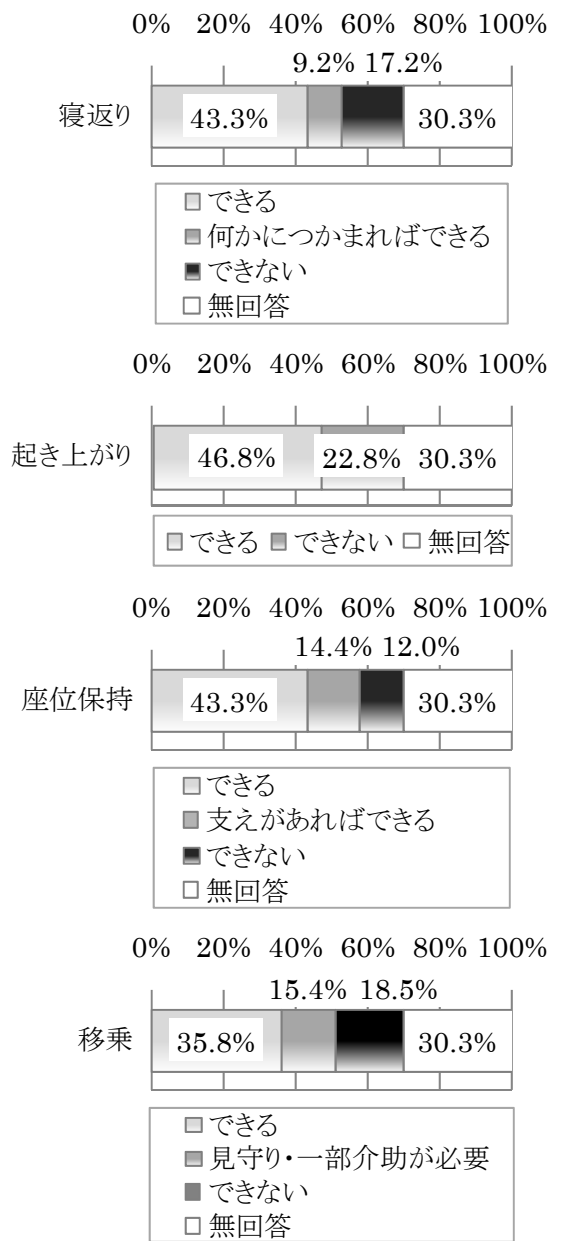 0% 20% 40% 60% 80% 100%
9.2% 17.2%
寝返り 43.3% 30.3%
□できる
■何かにつかまればできる
■できない
□無回答
0% 20% 40% 60% 80% 100%
起き上がり 46.8% 22.8% 30.3%
□できる ■できない □無回答
0% 20% 40% 60% 80% 100%
14.4% 12.0%
座位保持 43.3% 30.3%
□できる
■支えがあればできる
■できない
□無回答
0% 20% 40% 60% 80% 100%
15.4% 18.5%
移乗 35.8% 30.3%
□できる
■見守り・一部介助が必要
■できない
□無回答